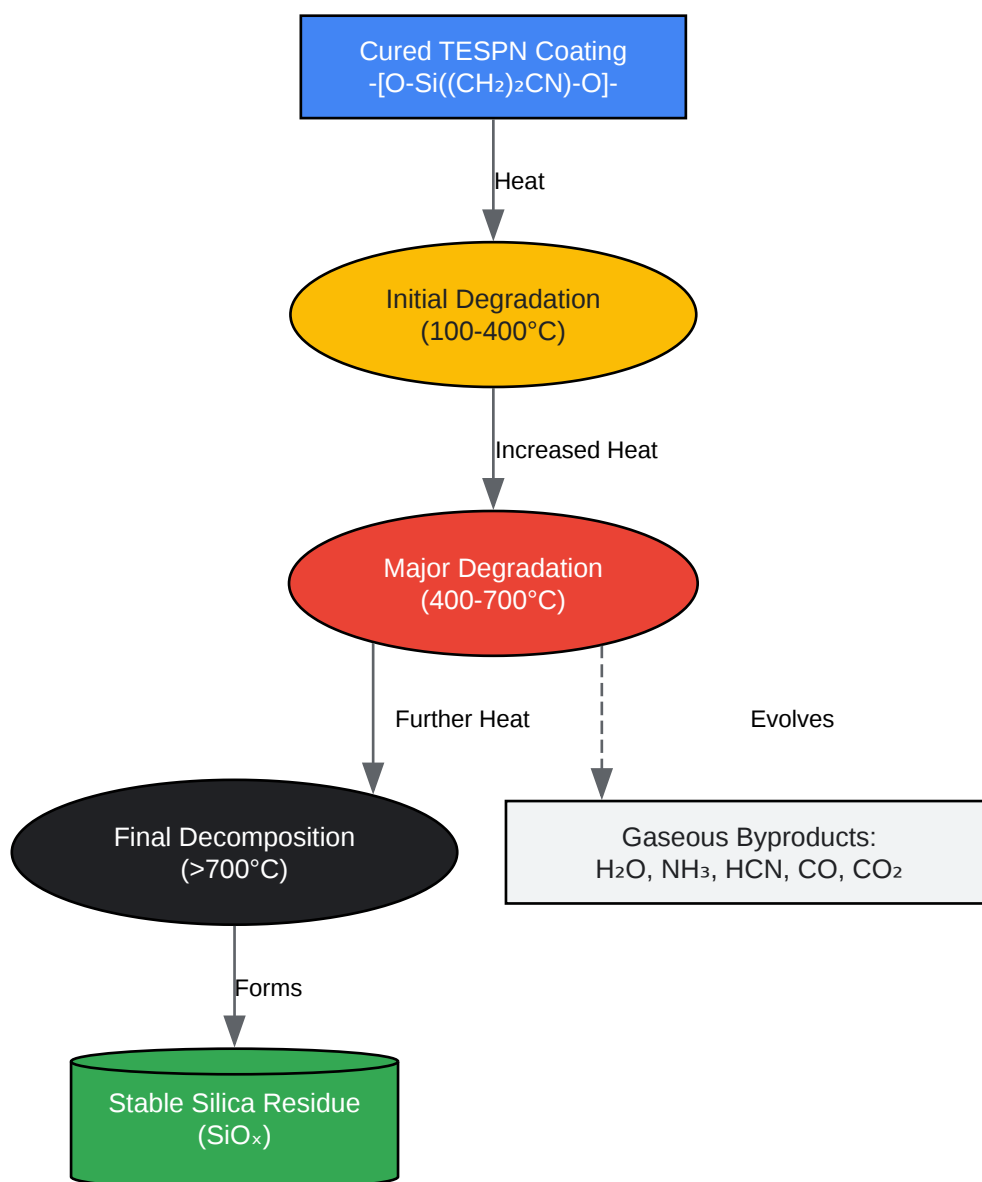 Cured TESPN Coating
-[O-Si((CH₂)₂CN)-O]-
Heat
Initial Degradation
(100-400°C)
Increased Heat
Major Degradation
(400-700°C)
Further Heat
Evolves
Final Decomposition
(>700°C)
Gaseous Byproducts:
H₂O, NH₃, HCN, CO, CO₂
Forms
Stable Silica Residue
(SiOₓ)